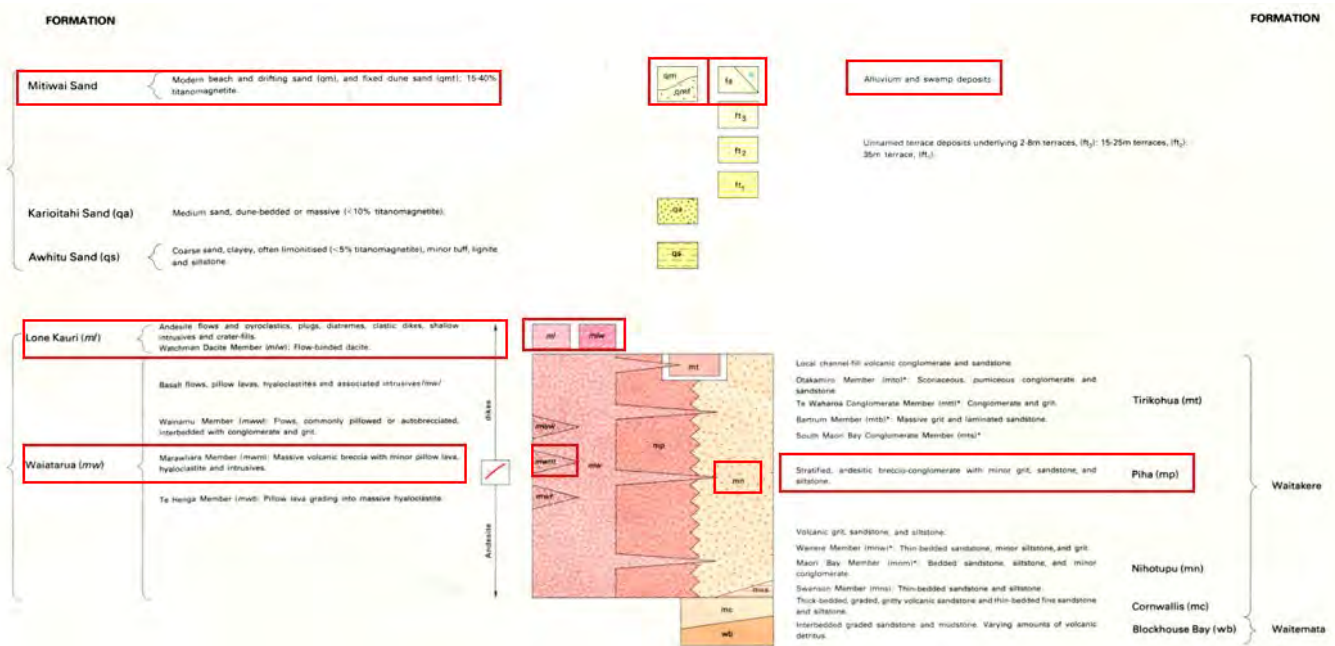 FORMATION
FORMATION
Mitiwai Sand
Modern beach and drifting sand (qm), and fixed dune sand (qmf); 15-40%
titanomagnetite.
qm
qmf
fa
Alluvium and swamp deposits.
ft3
ft2
ft1
Unnamed terrace deposits underlying 2-8m terraces, (ft3): 15-25m terraces, (ft2):
35m terrace, (ft1).
Karioitahi Sand (qa)
Medium sand, dune-bedded or massive (<10% titanomagnetite).
qa
Awhitu Sand (qs)
Coarse sand, clayey, often limonitised (<5% titanomagnetite), minor tuff, lignite
and siltstone.
qs
Lone Kauri (ml)
Andesite flows and pyroclastics, plugs, diatremes, clastic dikes, shallow
intrusives and crater-fills.
Watchman Dacite Member (mlw): Flow-banded dacite.
ml
mlw
Basalt flows, pillow lavas, hyaloclastites and associated intrusives (mw)
Wainamu Member (mww): Flows, commonly pillowed or autobrecciated,
interbedded with conglomerate and grit.
Waiatarua (mw)
Marawhara Member (mwm): Massive volcanic breccia with minor pillow lava,
hyaloclastite and intrusives.
Te Henga Member (mwt): Pillow lava grading into massive hyaloclastite.
dikes
Andesite
mww
mwm
mwt
mw
mp
mt
mn
mns
mc
wb
Local channel-fill volcanic conglomerate and sandstone.
Otakamiro Member (mto)*: Scoriaceous, pumiceous conglomerate and
sandstone.
Te Waharoa Conglomerate Member (mtt)*: Conglomerate and grit.
Bartrum Member (mtb)*: Massive grit and laminated sandstone.
South Maori Bay Conglomerate Member (mts)*
Tirikohua (mt)
Stratified, andesitic breccio-conglomerate with minor grit, sandstone, and
siltstone.
Piha (mp)
Waitakere
Volcanic grit, sandstone, and siltstone.
Wairere Member (mnw)*: Thin-bedded sandstone, minor siltstone, and grit.
Maori Bay Member (mnm)*: Bedded sandstone, siltstone, and minor
conglomerate.
Swanson Member (mns): Thin-bedded sandstone and siltstone.
Nihotupu (mn)
Thick-bedded, graded, gritty volcanic sandstone and thin-bedded fine sandstone
and siltstone.
Cornwallis (mc)
Interbedded graded sandstone and mudstone. Varying amounts of volcanic
detritus.
Blockhouse Bay (wb)
Waitemata